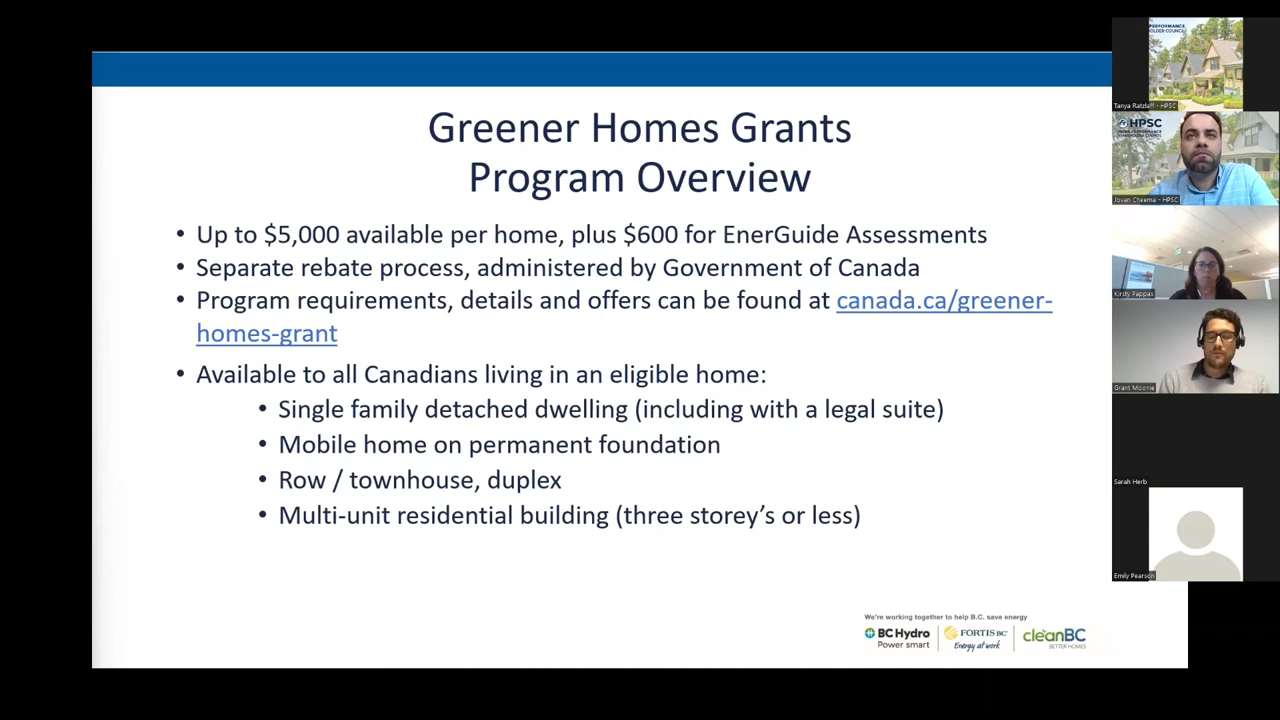 Greener Homes Grants
Program Overview
• Up to $5,000 available per home, plus $600 for EnerGuide Assessments
• Separate rebate process, administered by Government of Canada
• Program requirements, details and offers can be found at canada.ca/greener-
homes-grant
• Available to all Canadians living in an eligible home:
• Single family detached dwelling (including with a legal suite)
• Mobile home on permanent foundation
• Row / townhouse, duplex
• Multi-unit residential building (three storey’s or less)
We're working together to help B.C. save energy
BC Hydro
Power smart
FORTIS BC
Energy at work
cleanBC
BETTER HOMES
PERFORMANCE
OLDER COUNCIL
Tanya Ratzlaff - HPSC
HPSC
Jovan Cheema - HPSC
Kirsty Pappas
Grant Moonie
Sarah Herb
Emily Pearson